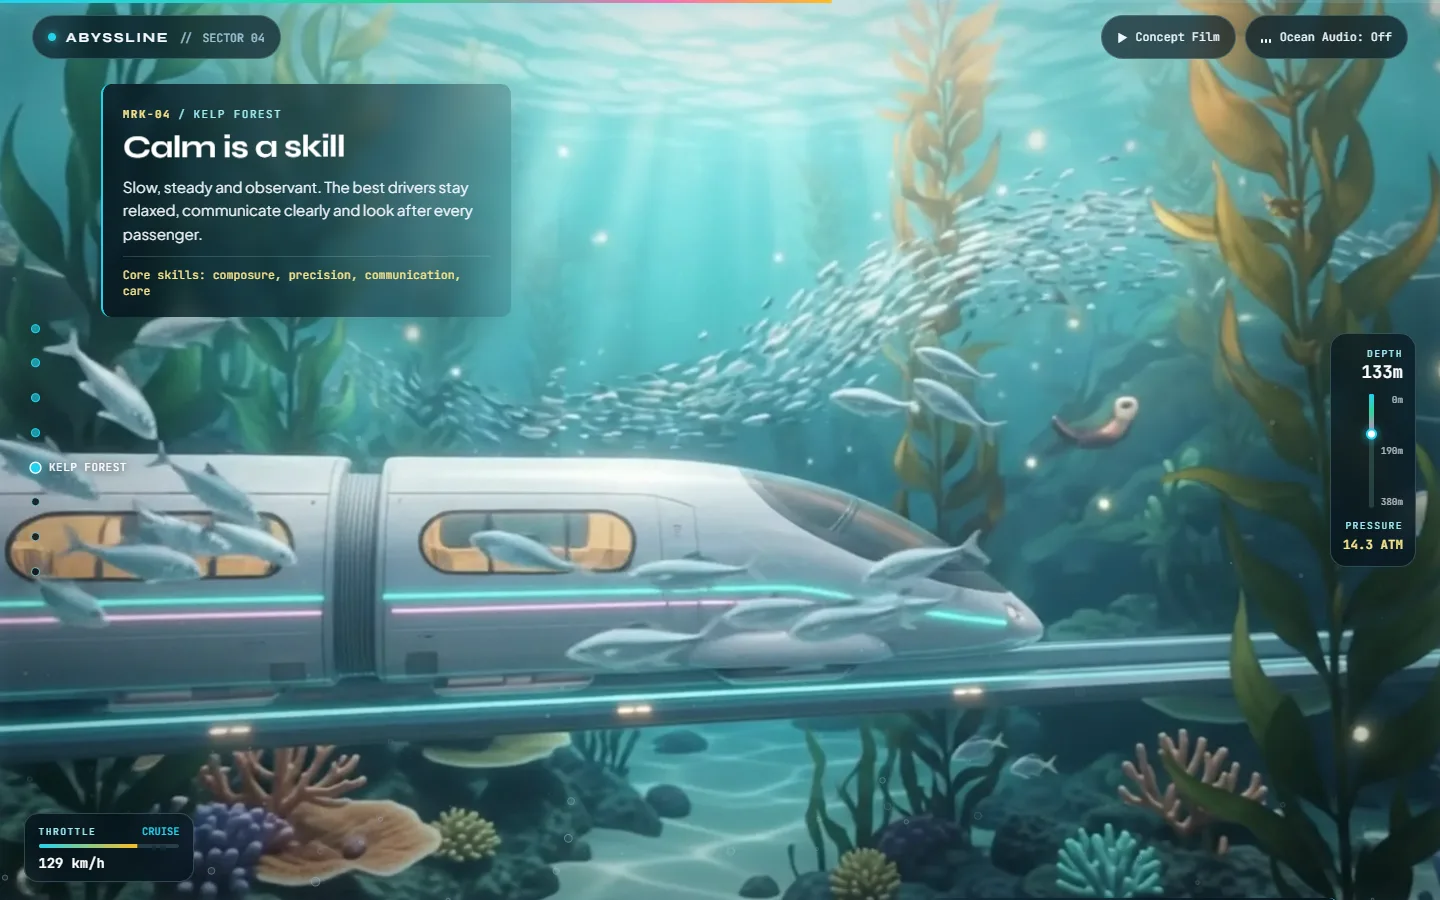 ABYSSLINE // SECTOR 04
Concept Film
Ocean Audio: Off
MRK-04 / KELP FOREST
Calm is a skill
Slow, steady and observant. The best drivers stay
relaxed, communicate clearly and look after every
passenger.
Core skills: composure, precision, communication,
care
KELP FOREST
DEPTH
133m
0m
190m
380m
PRESSURE
14.3 ATM
THROTTLE CRUISE
129 km/h